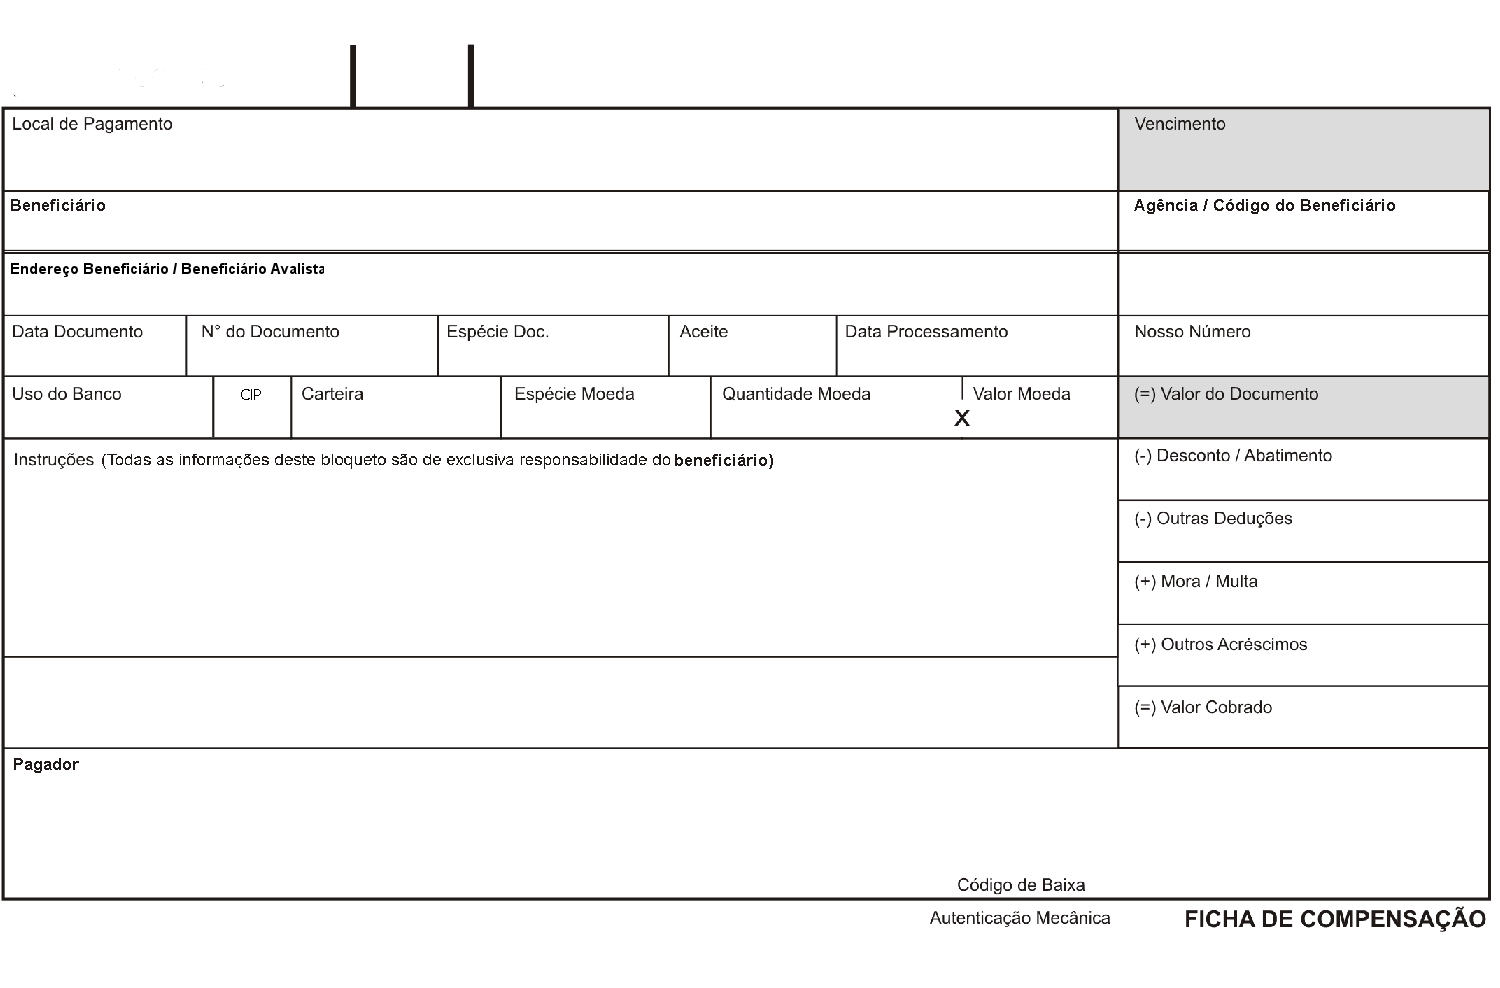 Local de Pagamento Vencimento
Beneficiário Agência / Código do Beneficiário
Endereço Beneficiário / Beneficiário Avalista
Data Documento N° do Documento Espécie Doc. Aceite Data Processamento Nosso Número
Uso do Banco CIP Carteira Espécie Moeda Quantidade Moeda Valor Moeda (=) Valor do Documento
X
Instruções (Todas as informações deste bloqueto são de exclusiva responsabilidade do beneficiário) (-) Desconto / Abatimento
(-) Outras Deduções
(+) Mora / Multa
(+) Outros Acréscimos
(=) Valor Cobrado
Pagador
Código de Baixa
Autenticação Mecânica FICHA DE COMPENSAÇÃO